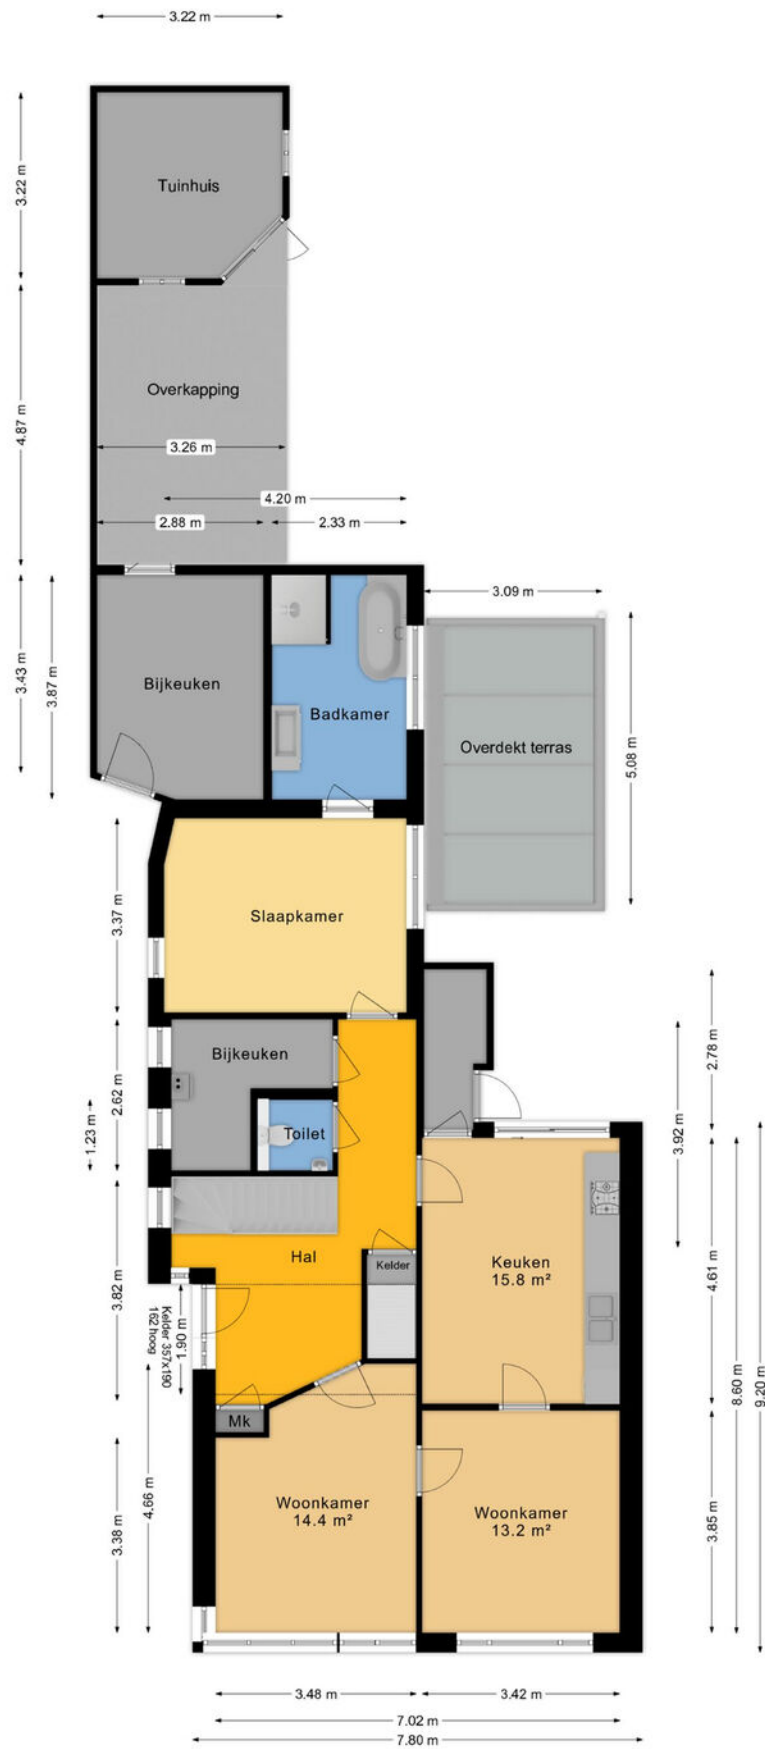 3.22 m
3.22 m
Tuinhuis
4.87 m
Overkapping
3.26 m
4.20 m
2.88 m
2.33 m
3.09 m
3.43 m
3.87 m
Bijkeuken
Badkamer
Overdekt terras
5.08 m
3.37 m
Slaapkamer
2.78 m
3.92 m
2.62 m
1.23 m
Bijkeuken
Toilet
Hal
Kelder
Keuken
15.8 m²
4.61 m
3.82 m
1.90 m
Kelder 357x190
162 hoog
8.60 m
9.20 m
Mk
4.66 m
3.38 m
Woonkamer
14.4 m²
Woonkamer
13.2 m²
3.85 m
3.48 m
3.42 m
7.02 m
7.80 m